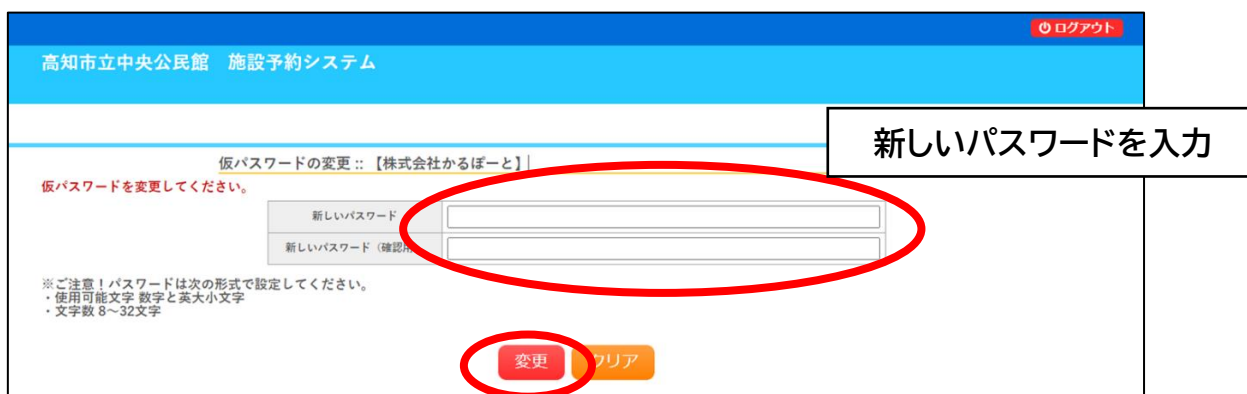 ログアウト
高知市立中央公民館 施設予約システム
新しいパスワードを入力
仮パスワードの変更 :: 【株式会社かるぽーと】
仮パスワードを変更してください。
新しいパスワード
新しいパスワード（確認用
※ご注意！パスワードは次の形式で設定してください。
・使用可能文字 数字と英大小文字
・文字数 8～32文字
変更
クリア